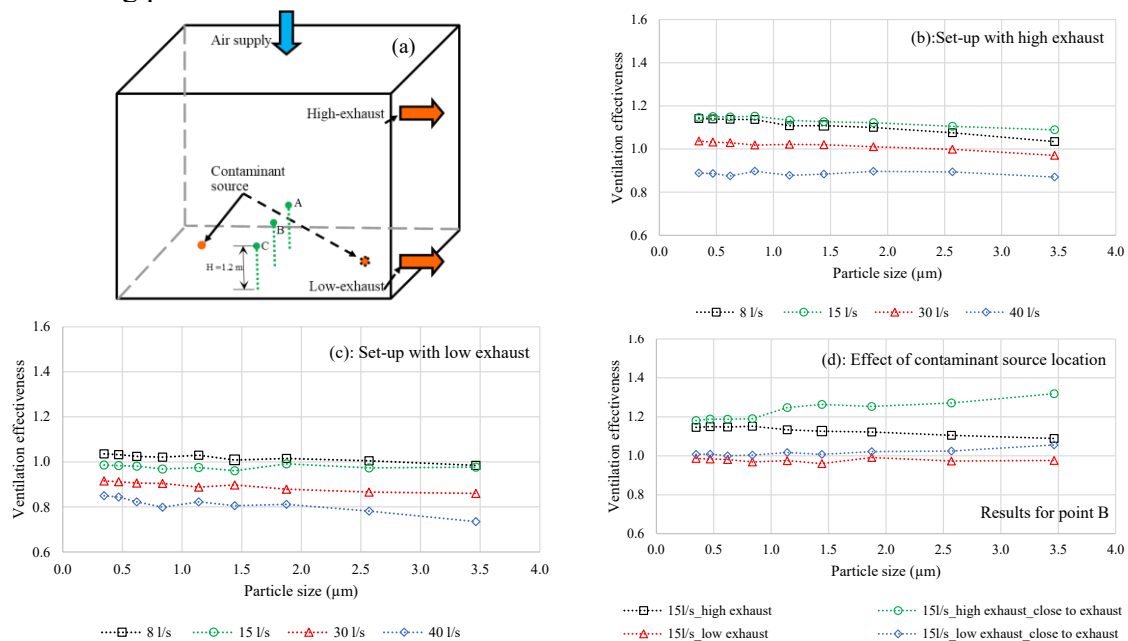 Air supply
(a)
High-exhaust
Contaminant
source
A
B
C
H =1.2 m
Low-exhaust
(b):Set-up with high exhaust
Ventilation effectiveness
1.6
1.4
1.2
1.0
0.8
0.6
0.0 0.5 1.0 1.5 2.0 2.5 3.0 3.5 4.0
Particle size (µm)
8 l/s 15 l/s 30 l/s 40 l/s
(c): Set-up with low exhaust
Ventilation effectiveness
1.6
1.4
1.2
1.0
0.8
0.6
0.0 0.5 1.0 1.5 2.0 2.5 3.0 3.5 4.0
Particle size (µm)
8 l/s 15 l/s 30 l/s 40 l/s
(d): Effect of contaminant source location
Ventilation effectiveness
1.6
1.4
1.2
1.0
0.8
0.6
Results for point B
0.0 0.5 1.0 1.5 2.0 2.5 3.0 3.5 4.0
Particle size (µm)
15l/s_high exhaust 15l/s_high exhaust_close to exhaust
15l/s_low exhaust 15l/s_low exhaust_close to exhaust